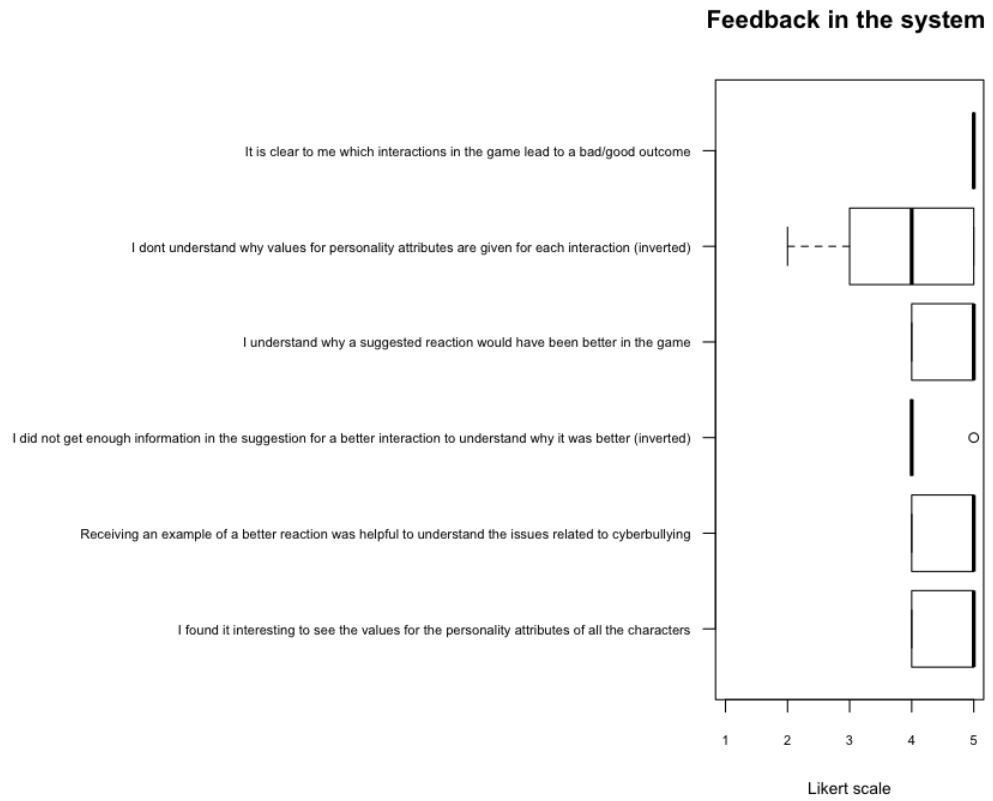 Feedback in the system
It is clear to me which interactions in the game lead to a bad/good outcome
I dont understand why values for personality attributes are given for each interaction (inverted)
I understand why a suggested reaction would have been better in the game
I did not get enough information in the suggestion for a better interaction to understand why it was better (inverted)
Receiving an example of a better reaction was helpful to understand the issues related to cyberbullying
I found it interesting to see the values for the personality attributes of all the characters
1 2 3 4 5
Likert scale